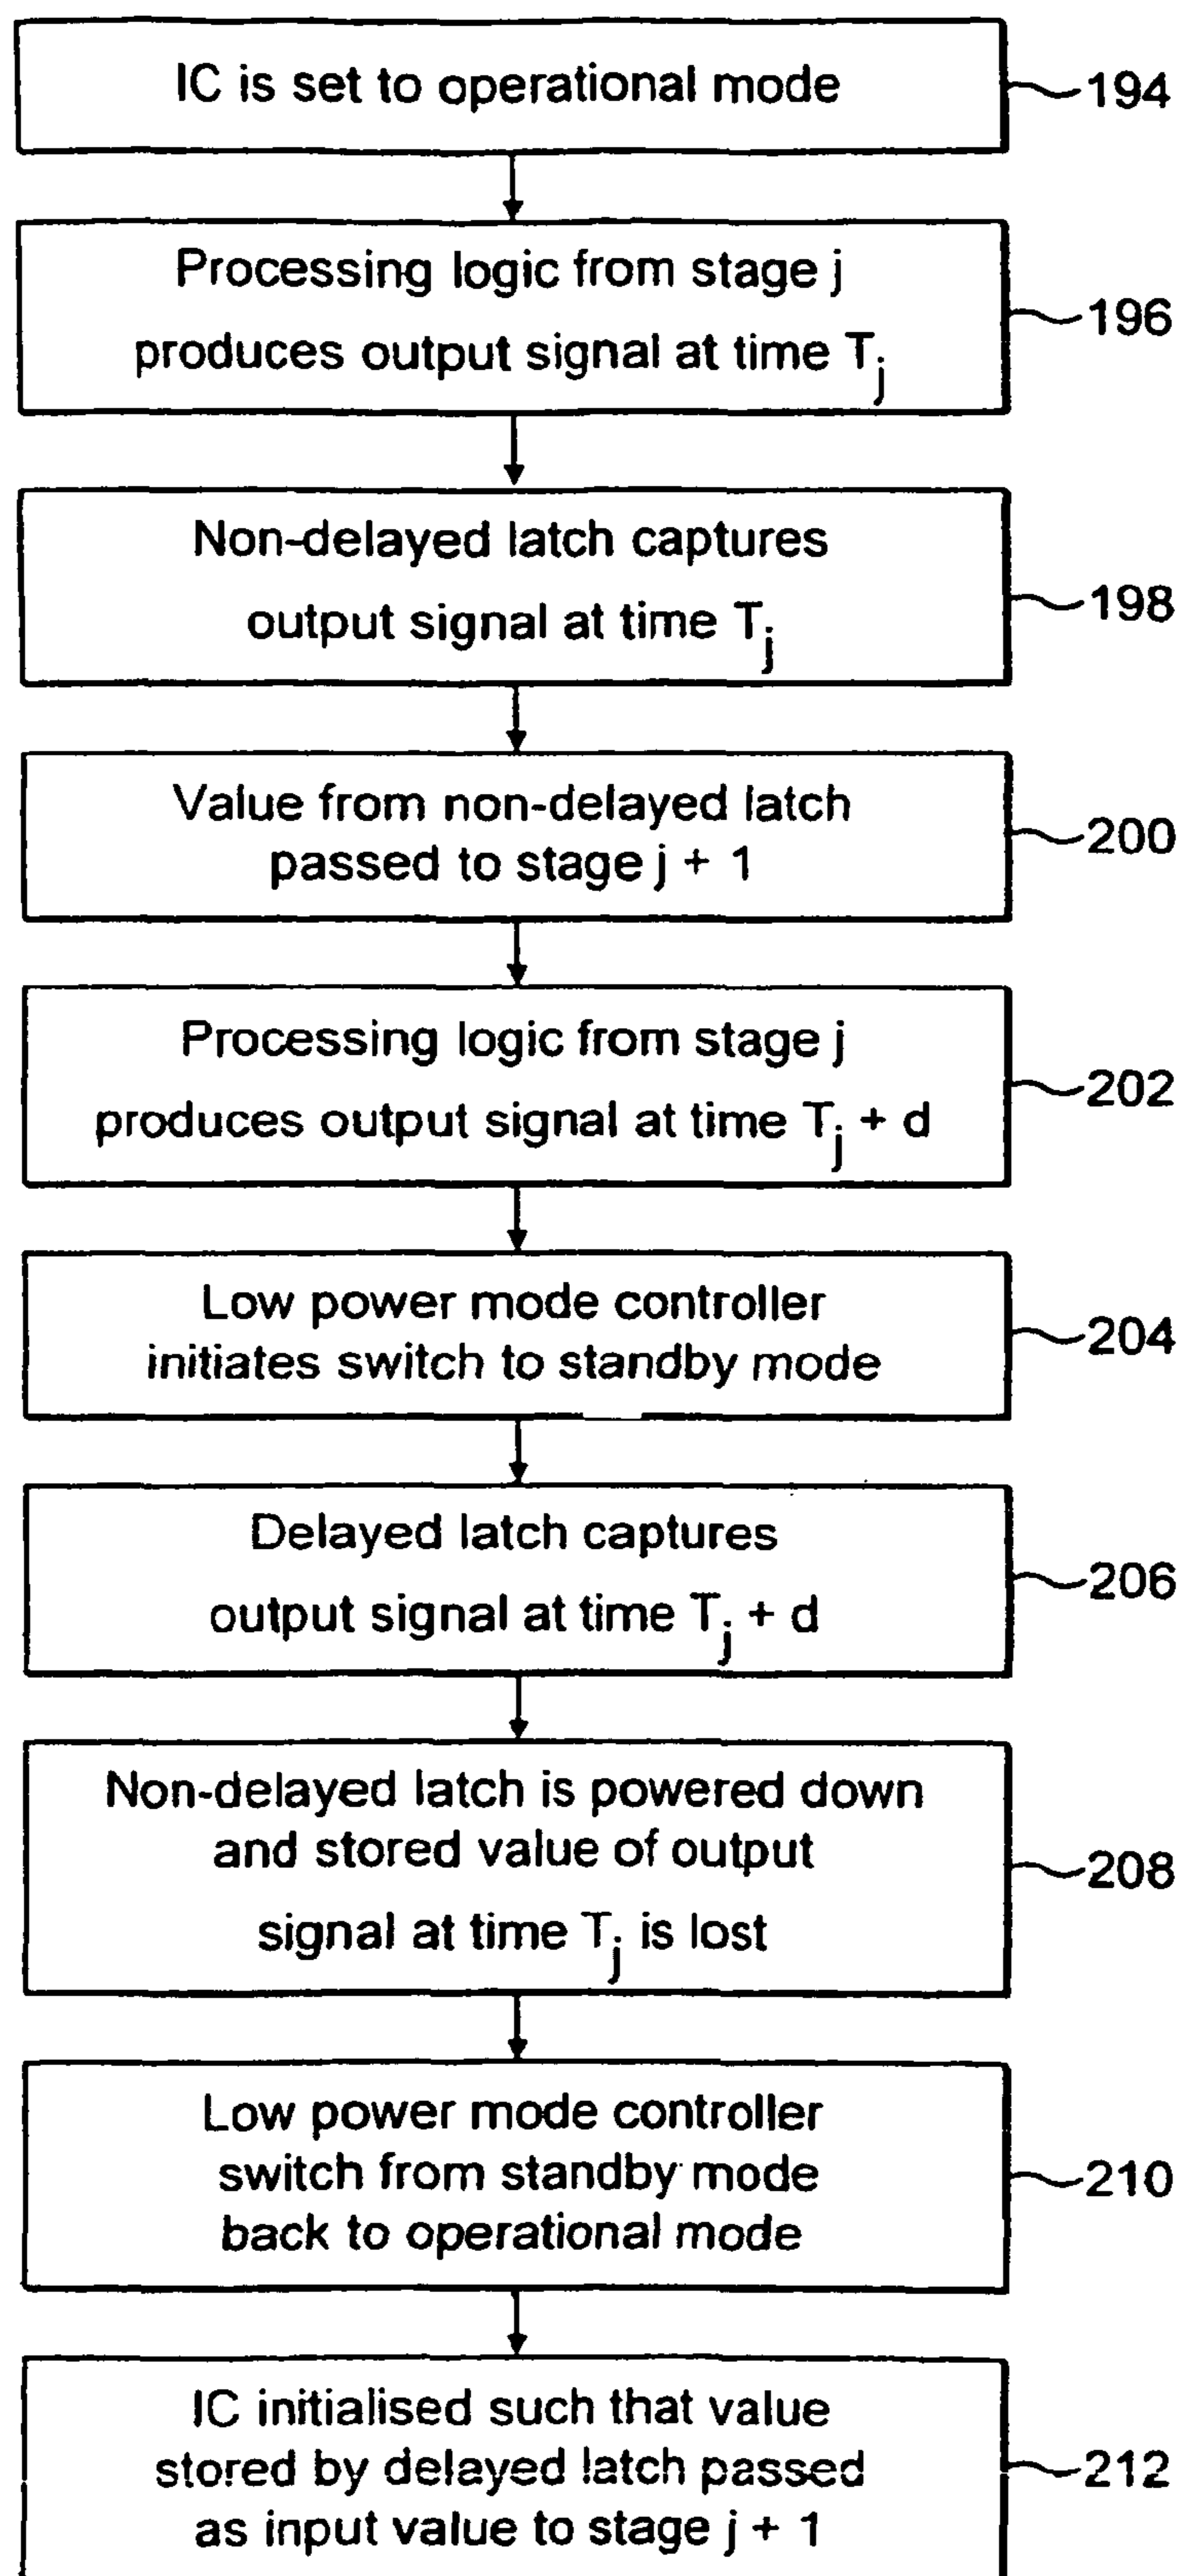 IC is set to operational mode
194
Processing logic from stage j
produces output signal at time Tj
196
Non-delayed latch captures
output signal at time Tj
198
Value from non-delayed latch
passed to stage j + 1
200
Processing logic from stage j
produces output signal at time Tj + d
202
Low power mode controller
initiates switch to standby mode
204
Delayed latch captures
output signal at time Tj + d
206
Non-delayed latch is powered down
and stored value of output
signal at time Tj is lost
208
Low power mode controller
switch from standby mode
back to operational mode
210
IC initialised such that value
stored by delayed latch passed
as input value to stage j + 1
212